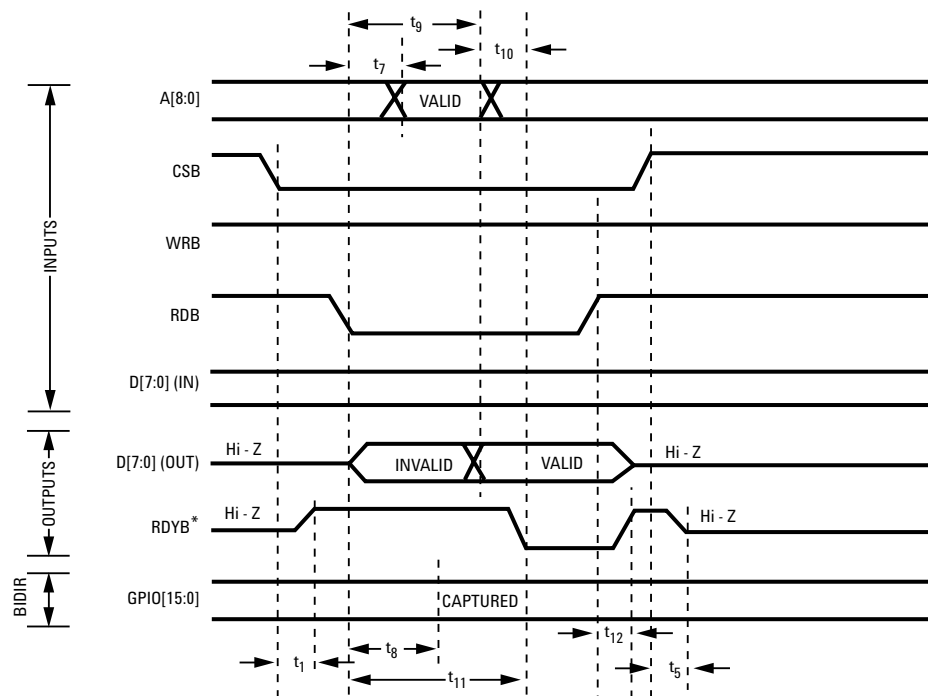 t9
t10
t7
A[8:0]
VALID
CSB
INPUTS
WRB
RDB
D[7:0] (IN)
Hi - Z
Hi - Z
D[7:0] (OUT)
INVALID
VALID
OUTPUTS
Hi - Z
Hi - Z
RDYB*
BIDIR
GPIO[15:0]
CAPTURED
t12
t1
t8
t5
t11